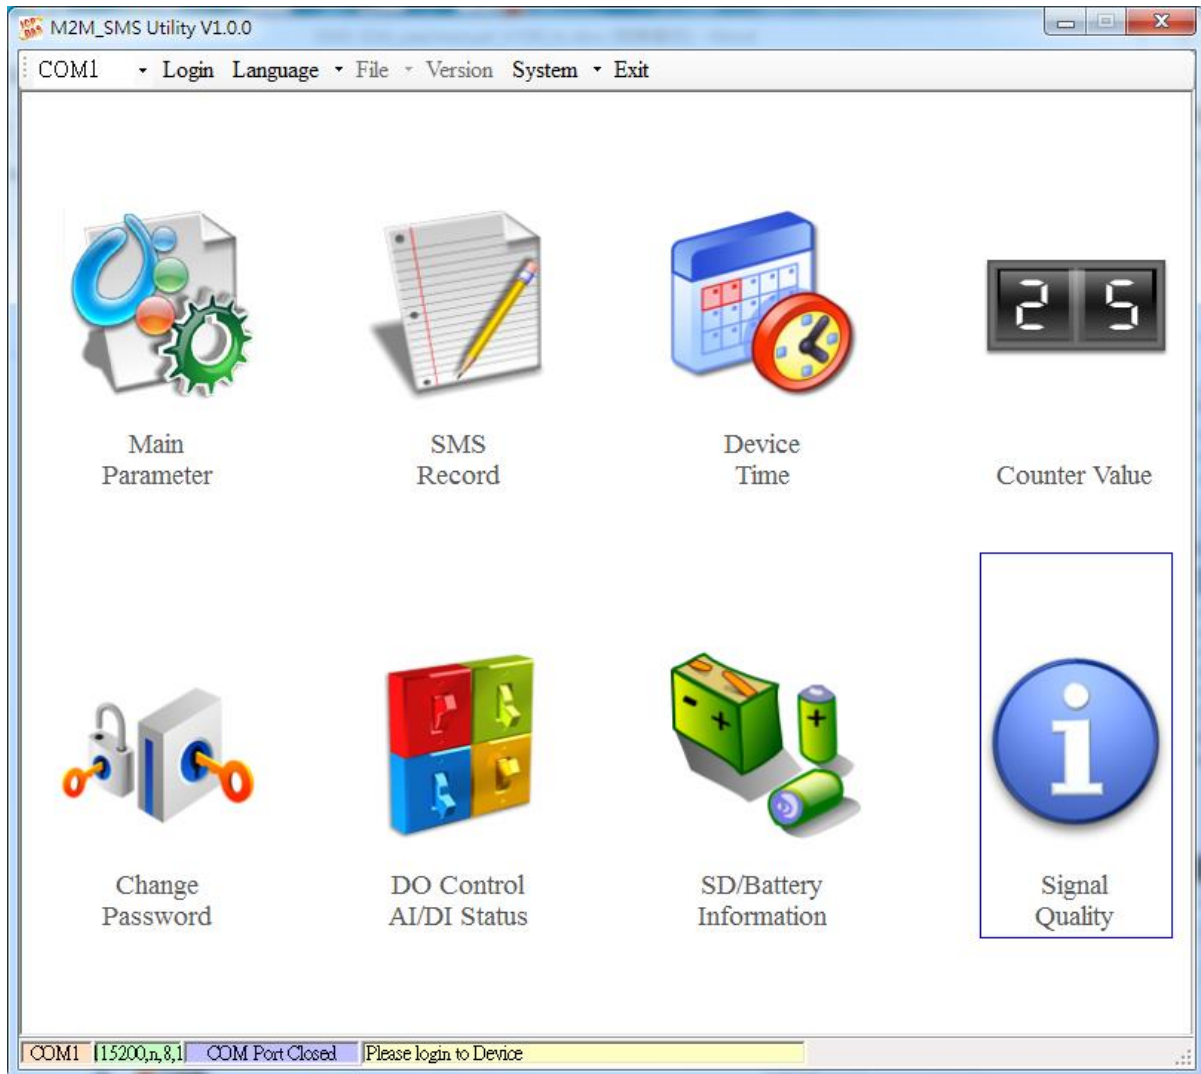 M2M_SMS Utility V1.0.0
COM1 Login Language File Version System Exit
2 5
Main
Parameter
SMS
Record
Device
Time
Counter Value
Change
Password
DO Control
AI/DI Status
SD/Battery
Information
Signal
Quality
COM1 115200,n,8,1 COM Port Closed Please login to Device